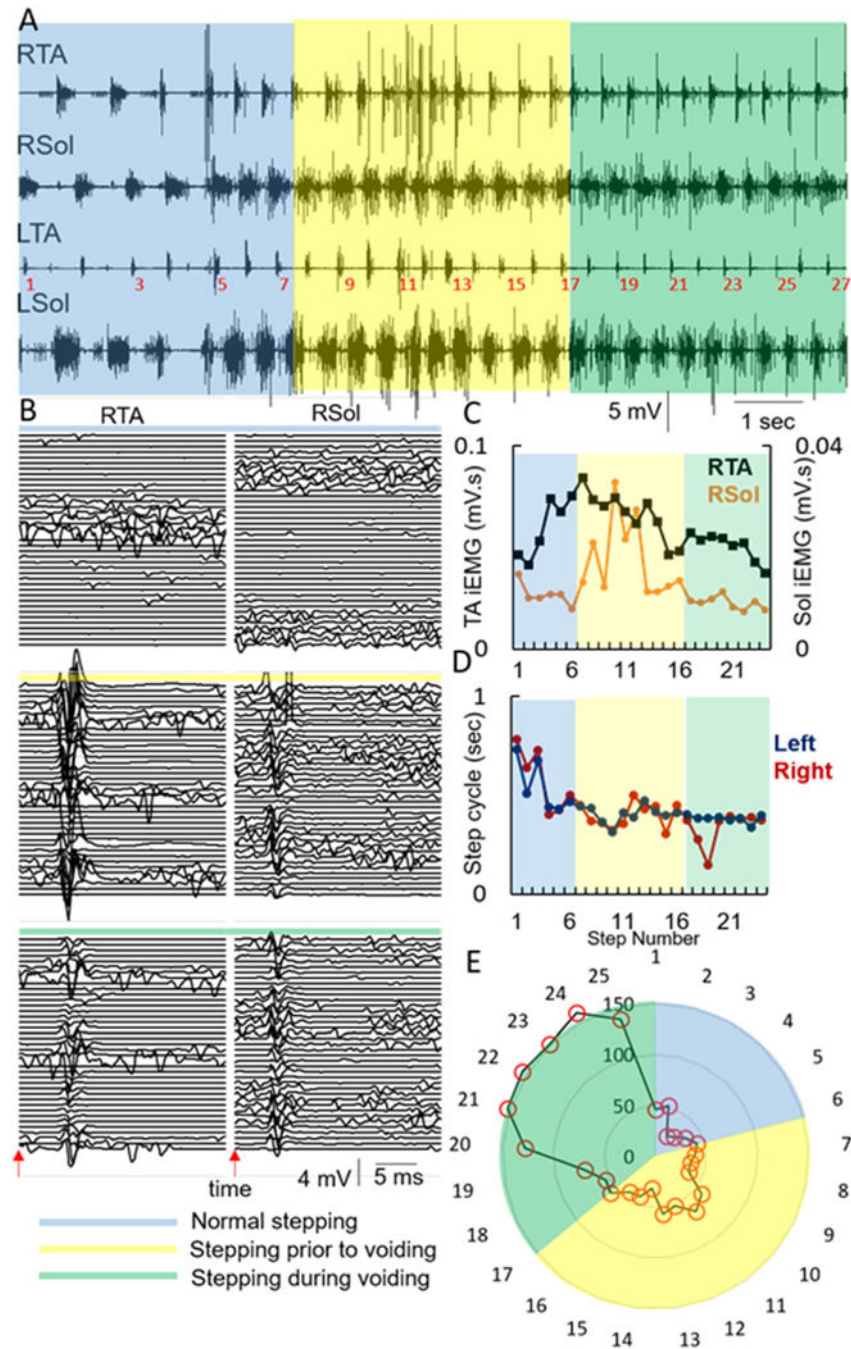 A
RTA
RSol
LTA
1 3 5 7 9 11 13 15 17 19 21 23 25 27
LSol
5 mV
1 sec
B
RTA
RSol
4 mV
5 ms
time
Normal stepping
Stepping prior to voiding
Stepping during voiding
C
0.1
0.04
TA iEMG (mV.s)
Sol iEMG (mV.s)
RTA
RSol
0
0
1 6 11 16 21
D
1
Step cycle (sec)
Left
Right
0
1 6 11 16 21
Step Number
E
1
2
3
4
5
6
7
8
9
10
11
12
13
14
15
16
17
18
19
20
21
22
23
24
25
150
100
50
0